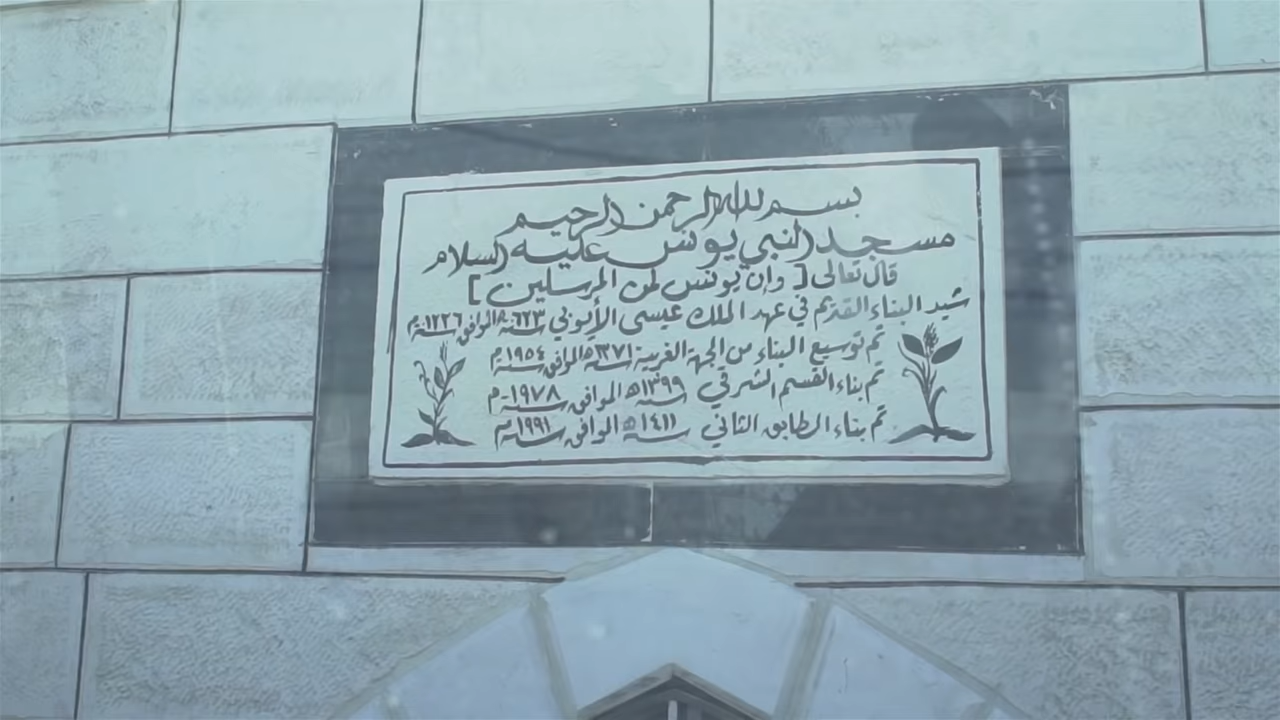 بسم الله الرحمن الرحيم
مسجد النبي يونس عليه السلام
قال تعالى [ وإن يونس لمن المرسلين ]
شيد البناء القديم في عهد الملك عيسى الأيوبي سنة ٦٢٣هـ الموافق سنة ١٢٢٦م
تم توسيع البناء من الجهة الغربية سنة ١٣٧١هـ الموافق سنة ١٩٥٤م
تم بناء القسم الشرقي سنة ١٣٩٩هـ الموافق سنة ١٩٧٨م
تم بناء الطابق الثاني سنة ١٤١١هـ الموافق سنة ١٩٩١م